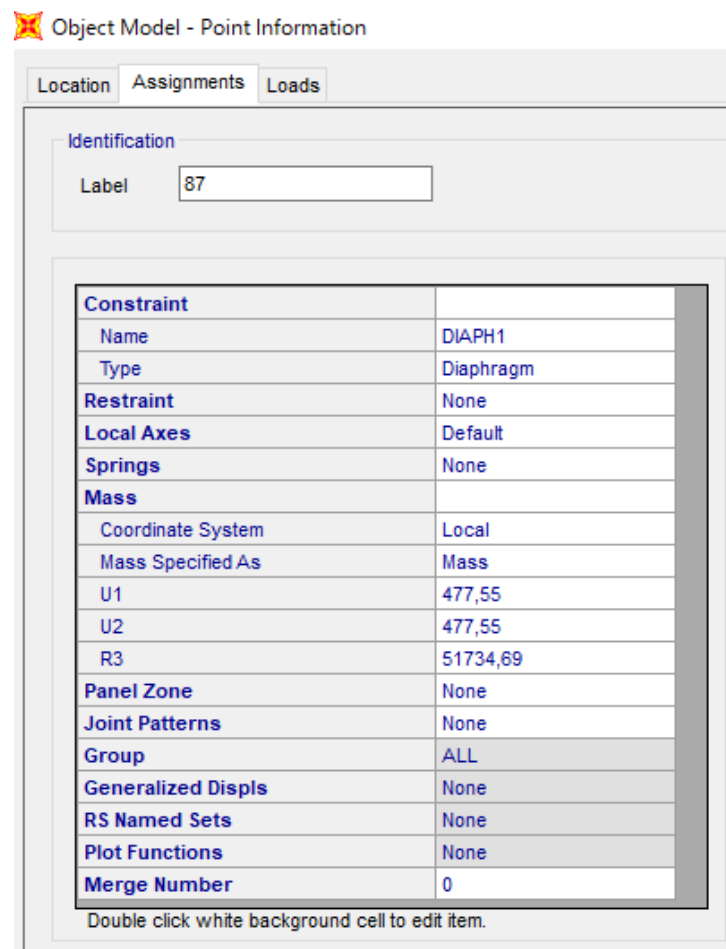 Object Model - Point Information
Location Assignments Loads
Identification
Label 87
Constraint
Name DIAPH1
Type Diaphragm
Restraint None
Local Axes Default
Springs None
Mass
Coordinate System Local
Mass Specified As Mass
U1 477,55
U2 477,55
R3 51734,69
Panel Zone None
Joint Patterns None
Group ALL
Generalized Displs None
RS Named Sets None
Plot Functions None
Merge Number 0
Double click white background cell to edit item.